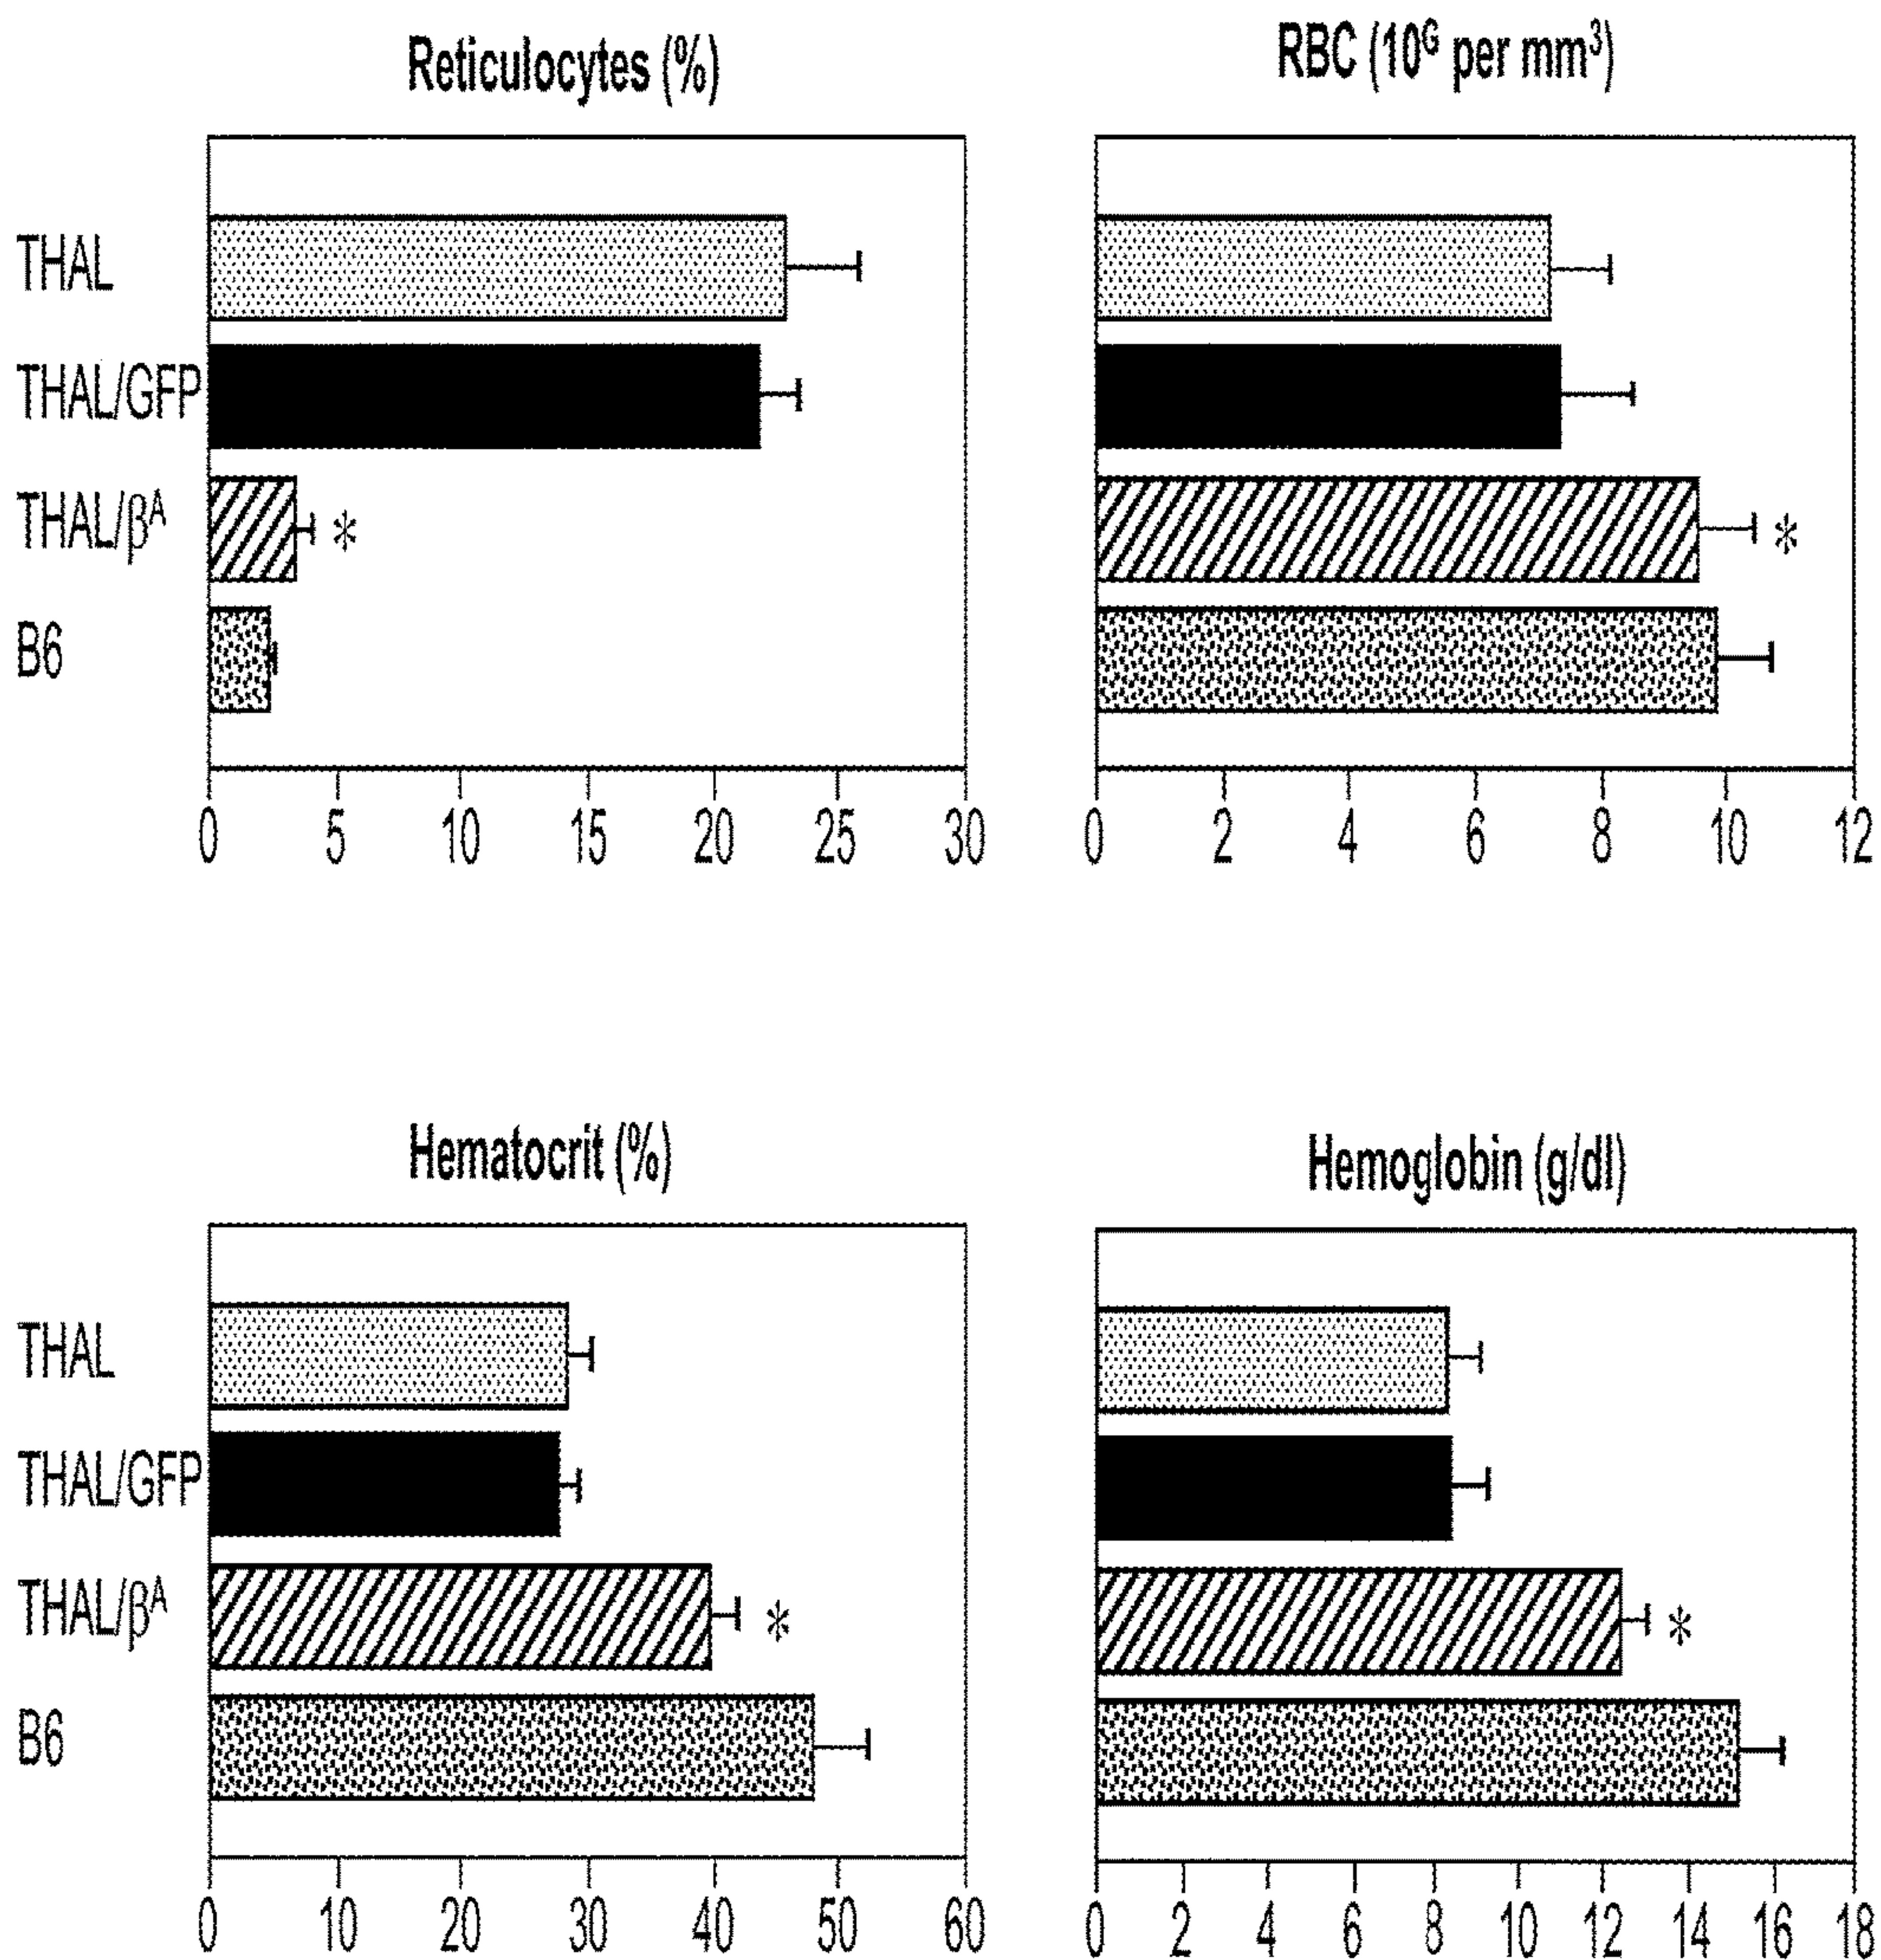 Reticulocytes (%)
RBC (10ᴳ per mm³)
THAL
THAL/GFP
THAL/βᴬ
*
*
B6
0 5 10 15 20 25 30
0 2 4 6 8 10 12
Hematocrit (%)
Hemoglobin (g/dl)
THAL
THAL/GFP
THAL/βᴬ
*
*
B6
0 10 20 30 40 50 60
0 2 4 6 8 10 12 14 16 18